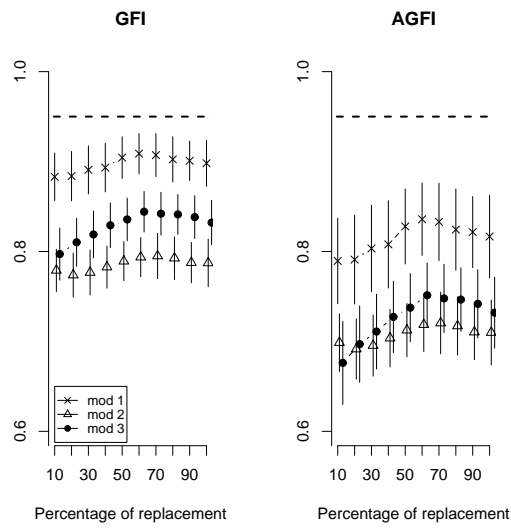 GFI
1.0
0.8
0.6
mod 1
mod 2
mod 3
10 30 50 70 90
Percentage of replacement
AGFI
1.0
0.8
0.6
10 30 50 70 90
Percentage of replacement